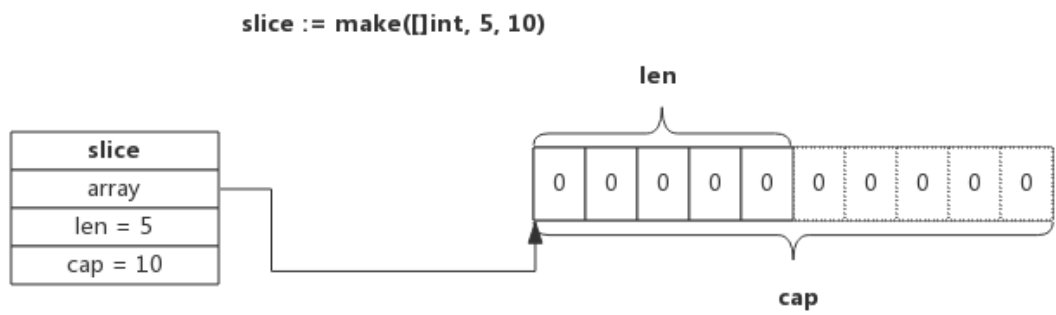 slice := make([]int, 5, 10)
len
slice
array
len = 5
cap = 10
0 0 0 0 0 0 0 0 0 0
cap